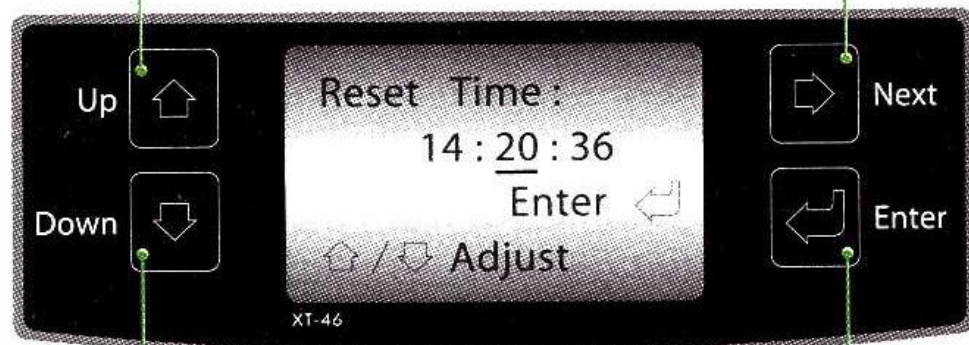 Up
Down
Reset Time :
14 : 20 : 36
Enter
/ Adjust
XT-46
Next
Enter